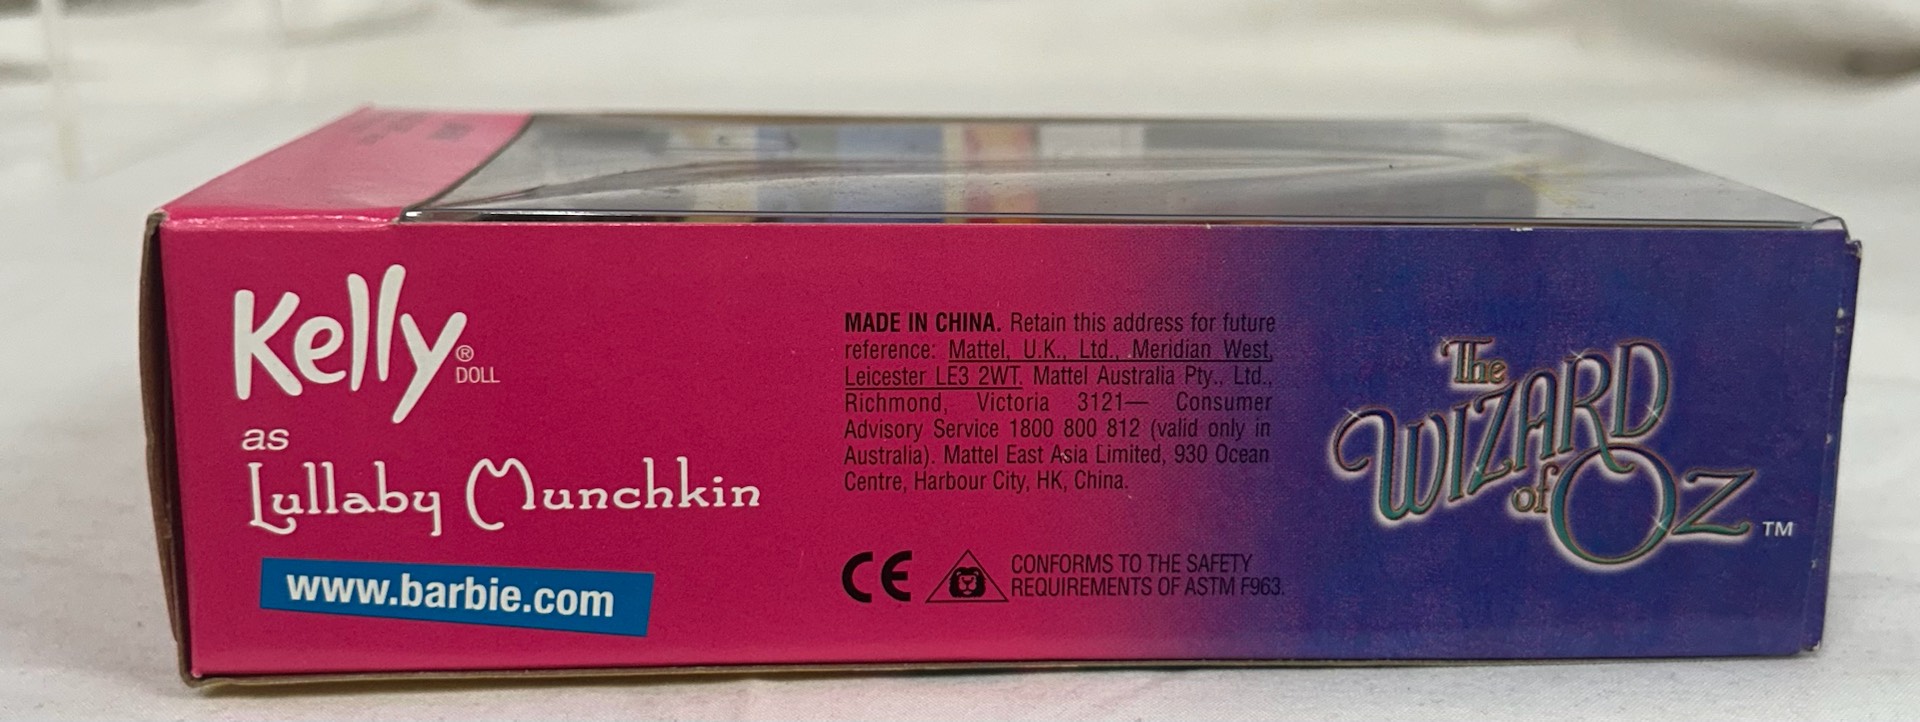 Kelly®
DOLL
as
Lullaby Munchkin
www.barbie.com
MADE IN CHINA. Retain this address for future
reference: Mattel, U.K., Ltd., Meridian West,
Leicester LE3 2WT. Mattel Australia Pty., Ltd.,
Richmond, Victoria 3121— Consumer
Advisory Service 1800 800 812 (valid only in
Australia). Mattel East Asia Limited, 930 Ocean
Centre, Harbour City, HK, China.
CE
CONFORMS TO THE SAFETY
REQUIREMENTS OF ASTM F963.
The
WIZARD
of OZ™